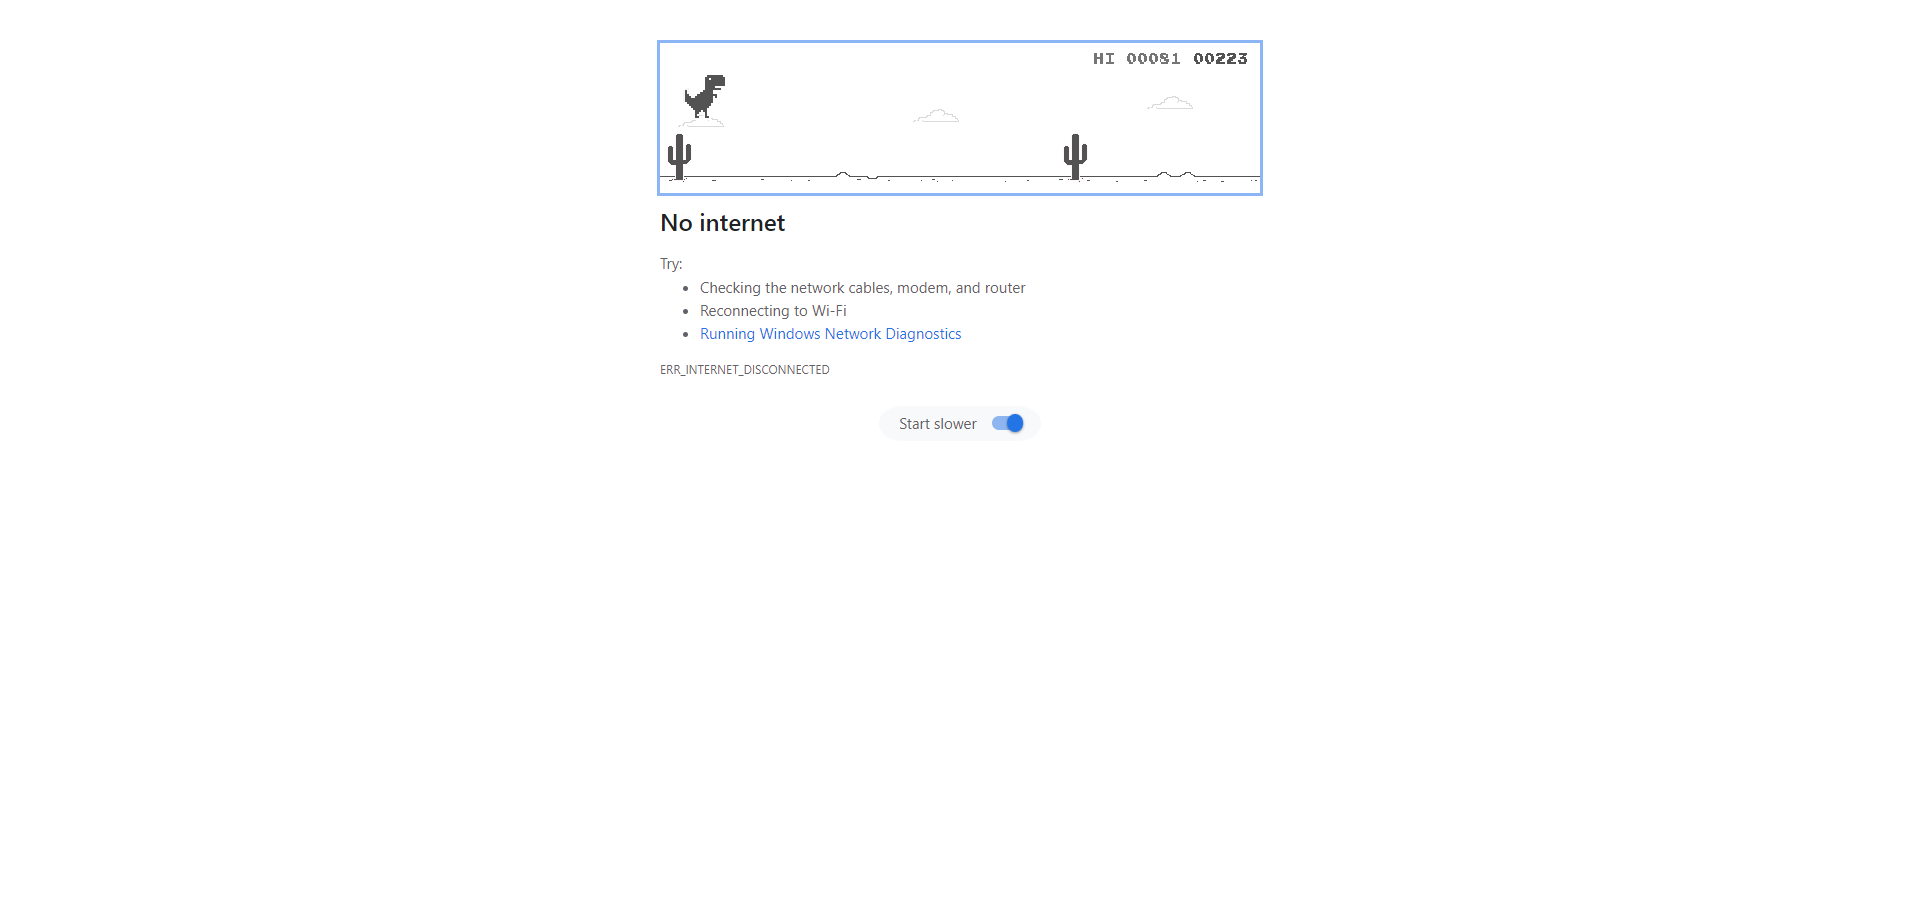 HI 00081 00223
No internet
Try:
Checking the network cables, modem, and router
Reconnecting to Wi-Fi
Running Windows Network Diagnostics
ERR_INTERNET_DISCONNECTED
Start slower